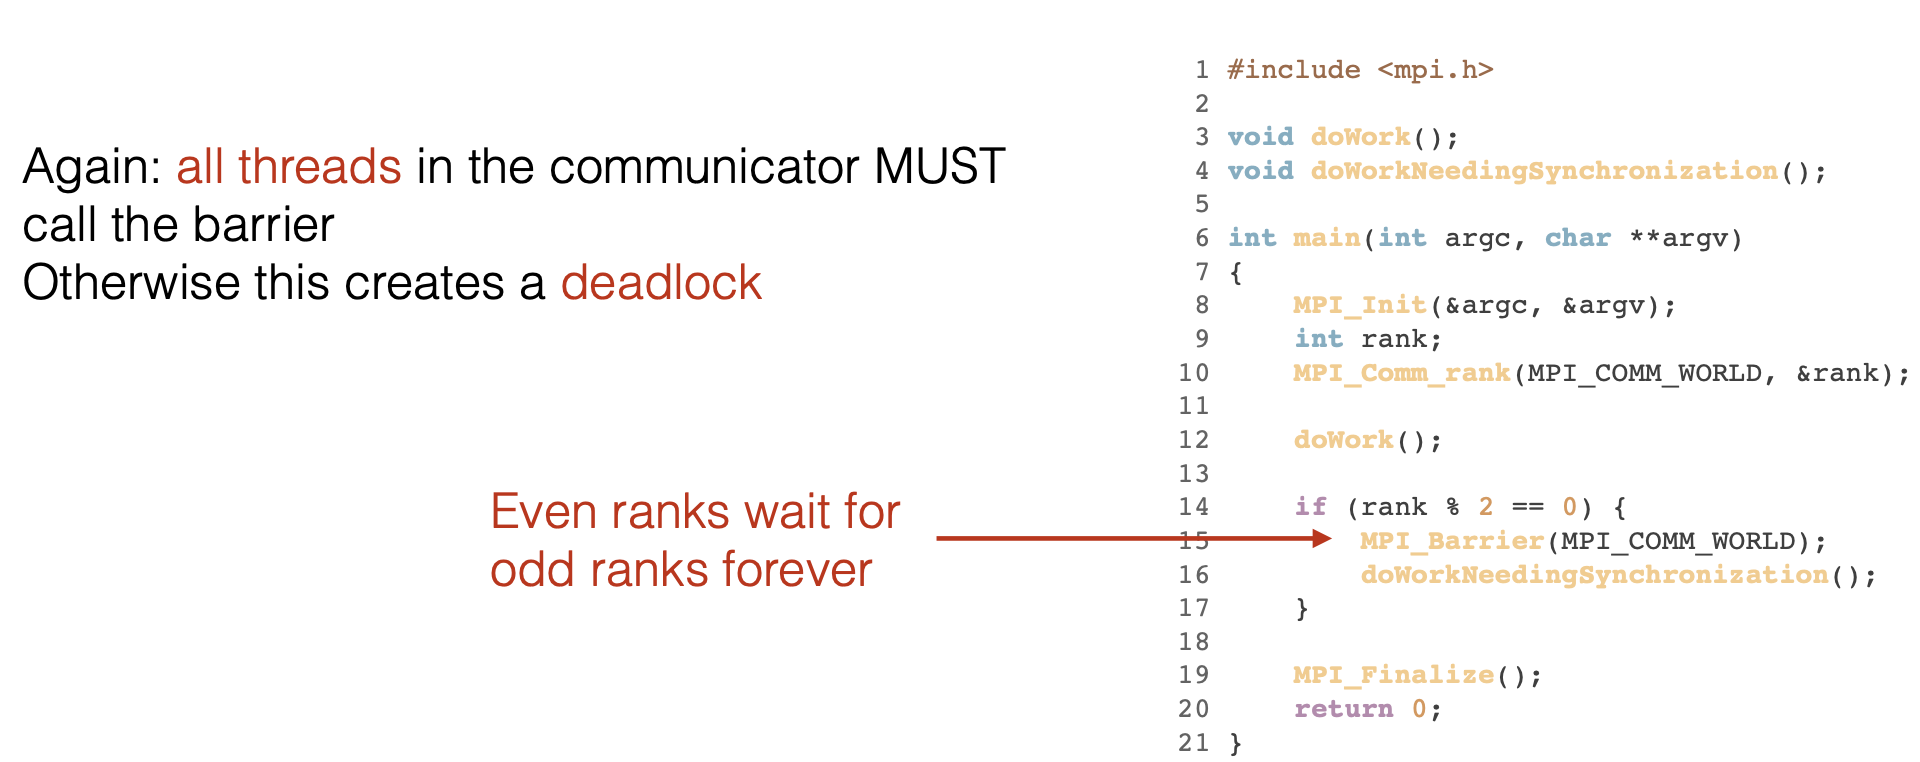 Again: all threads in the communicator MUST
call the barrier
Otherwise this creates a deadlock
Even ranks wait for
odd ranks forever
1 #include <mpi.h>
2
3 void doWork();
4 void doWorkNeedingSynchronization();
5
6 int main(int argc, char **argv)
7 {
8     MPI_Init(&argc, &argv);
9     int rank;
10     MPI_Comm_rank(MPI_COMM_WORLD, &rank);
11
12     doWork();
13
14     if (rank % 2 == 0) {
15         MPI_Barrier(MPI_COMM_WORLD);
16         doWorkNeedingSynchronization();
17     }
18
19     MPI_Finalize();
20     return 0;
21 }